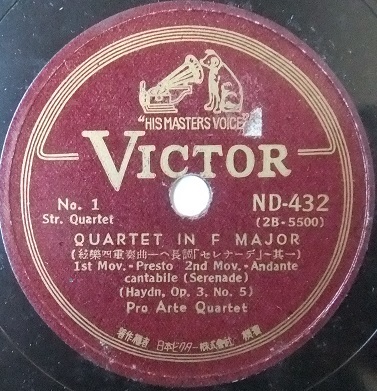 "HIS MASTERS VOICE"
VICTOR
No. 1
Str. Quartet
ND-432
(2B-5500)
QUARTET IN F MAJOR
(絃樂四重奏曲—ヘ長調「セレナーデ」~其一)
1st Mov.-Presto 2nd Mov.-Andante
cantabile (Serenade)
(Haydn, Op. 3, No. 5)
Pro Arte Quartet
日本ビクター株式會社